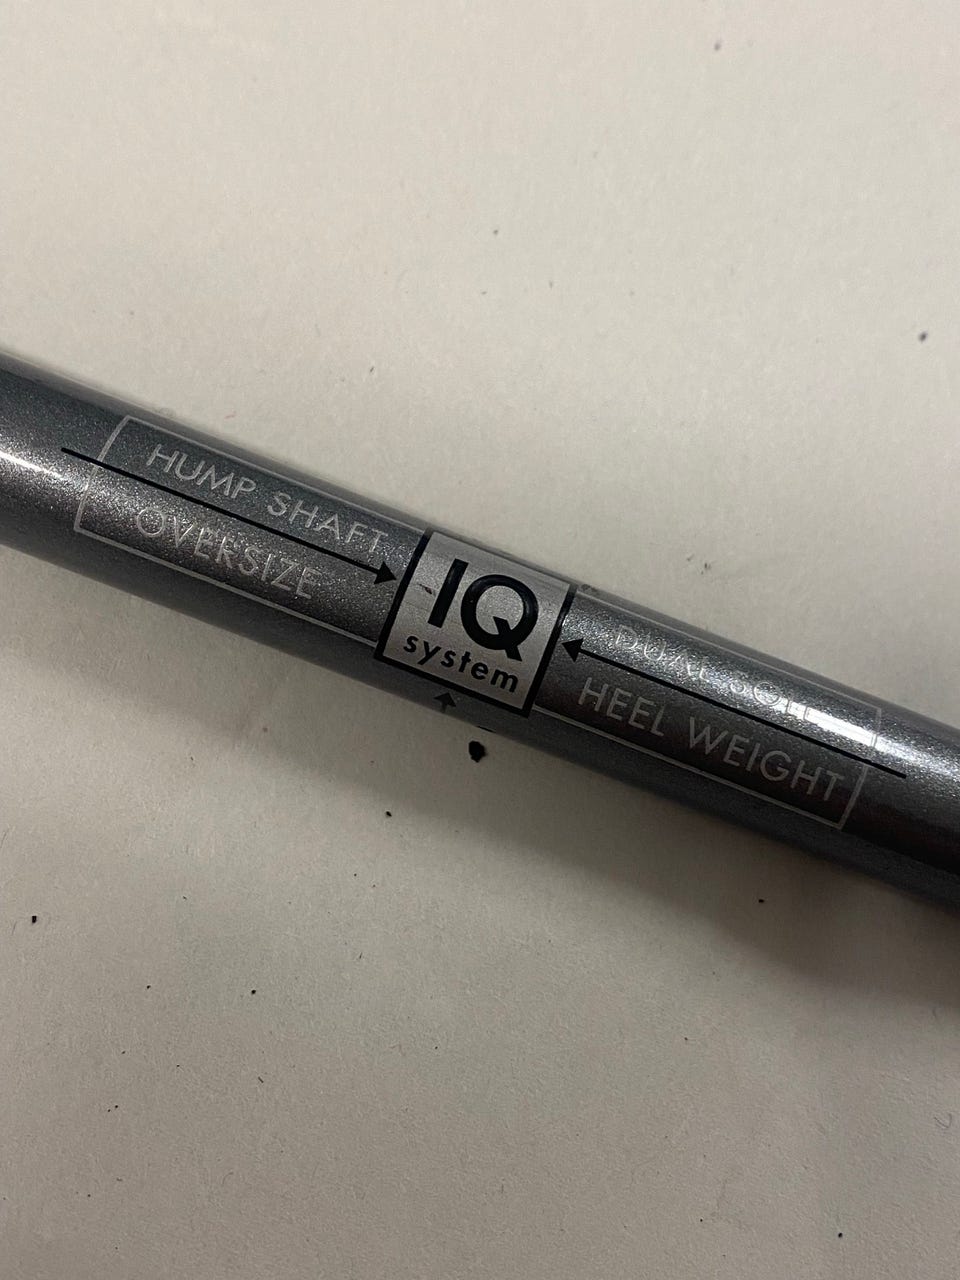 HUMP SHAFT
OVERSIZE
IQ
system
DUAL SOLE
HEEL WEIGHT